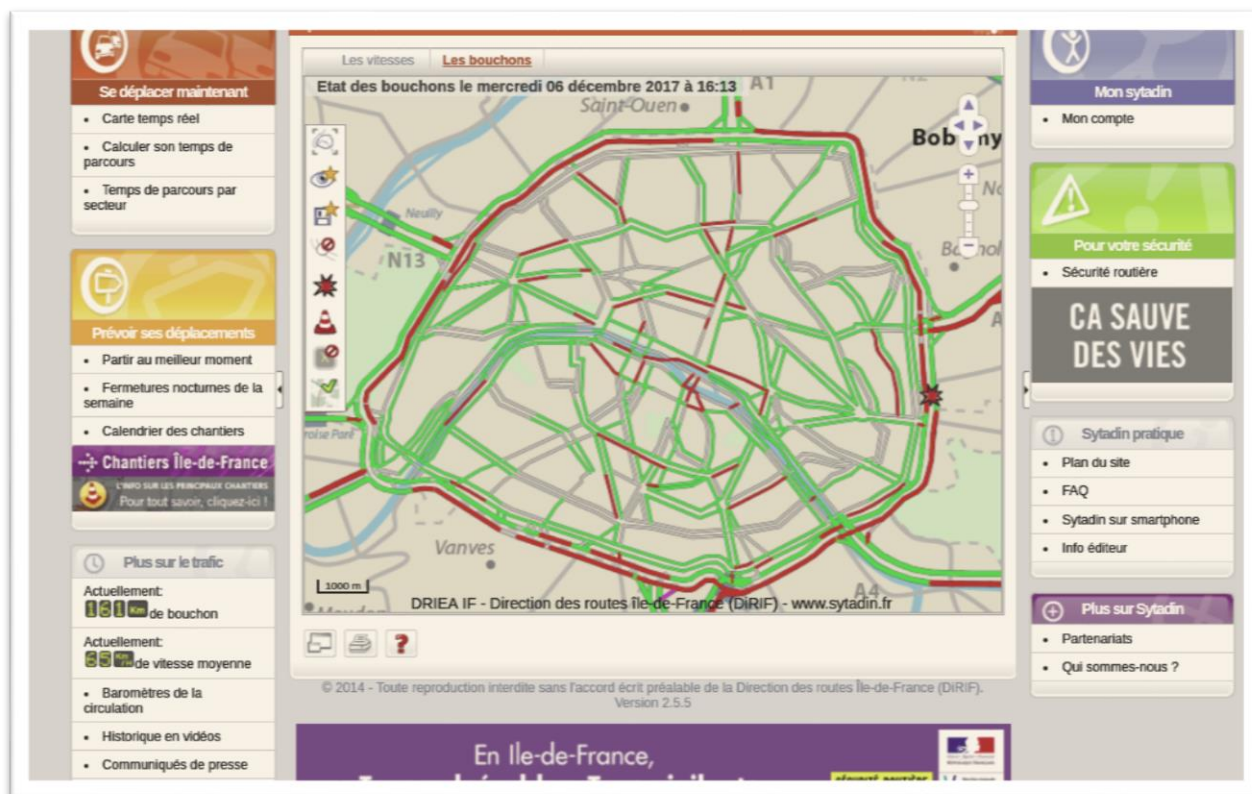 Se déplacer maintenant
Carte temps réel
Calculer son temps de
parcours
Temps de parcours par
secteur
Prévoir ses déplacements
Partir au meilleur moment
Fermetures nocturnes de la
semaine
Calendrier des chantiers
Chantiers Île-de-France
L'INFO SUR LES PRINCIPAUX CHANTIERS
Pour tout savoir, cliquez-ici !
Plus sur le trafic
Actuellement:
161 Km de bouchon
Actuellement:
65 de vitesse moyenne
Baromètres de la
circulation
Historique en vidéos
Communiqués de presse
Les vitesses
Les bouchons
Etat des bouchons le mercredi 06 décembre 2017 à 16:13
A1
Saint-Ouen
Neuilly
N13
Vanves
1000 m
A4
DRIEA IF - Direction des routes île-de-France (DiRIF) - www.sytadin.fr
?
© 2014 - Toute reproduction interdite sans l'accord écrit préalable de la Direction des routes Île-de-France (DiRIF).
Version 2.5.5
En Ile-de-France,
Mon sytadin
Mon compte
Pour votre sécurité
Sécurité routière
CA SAUVE
DES VIES
Sytadin pratique
Plan du site
FAQ
Sytadin sur smartphone
Info éditeur
Plus sur Sytadin
Partenariats
Qui sommes-nous ?